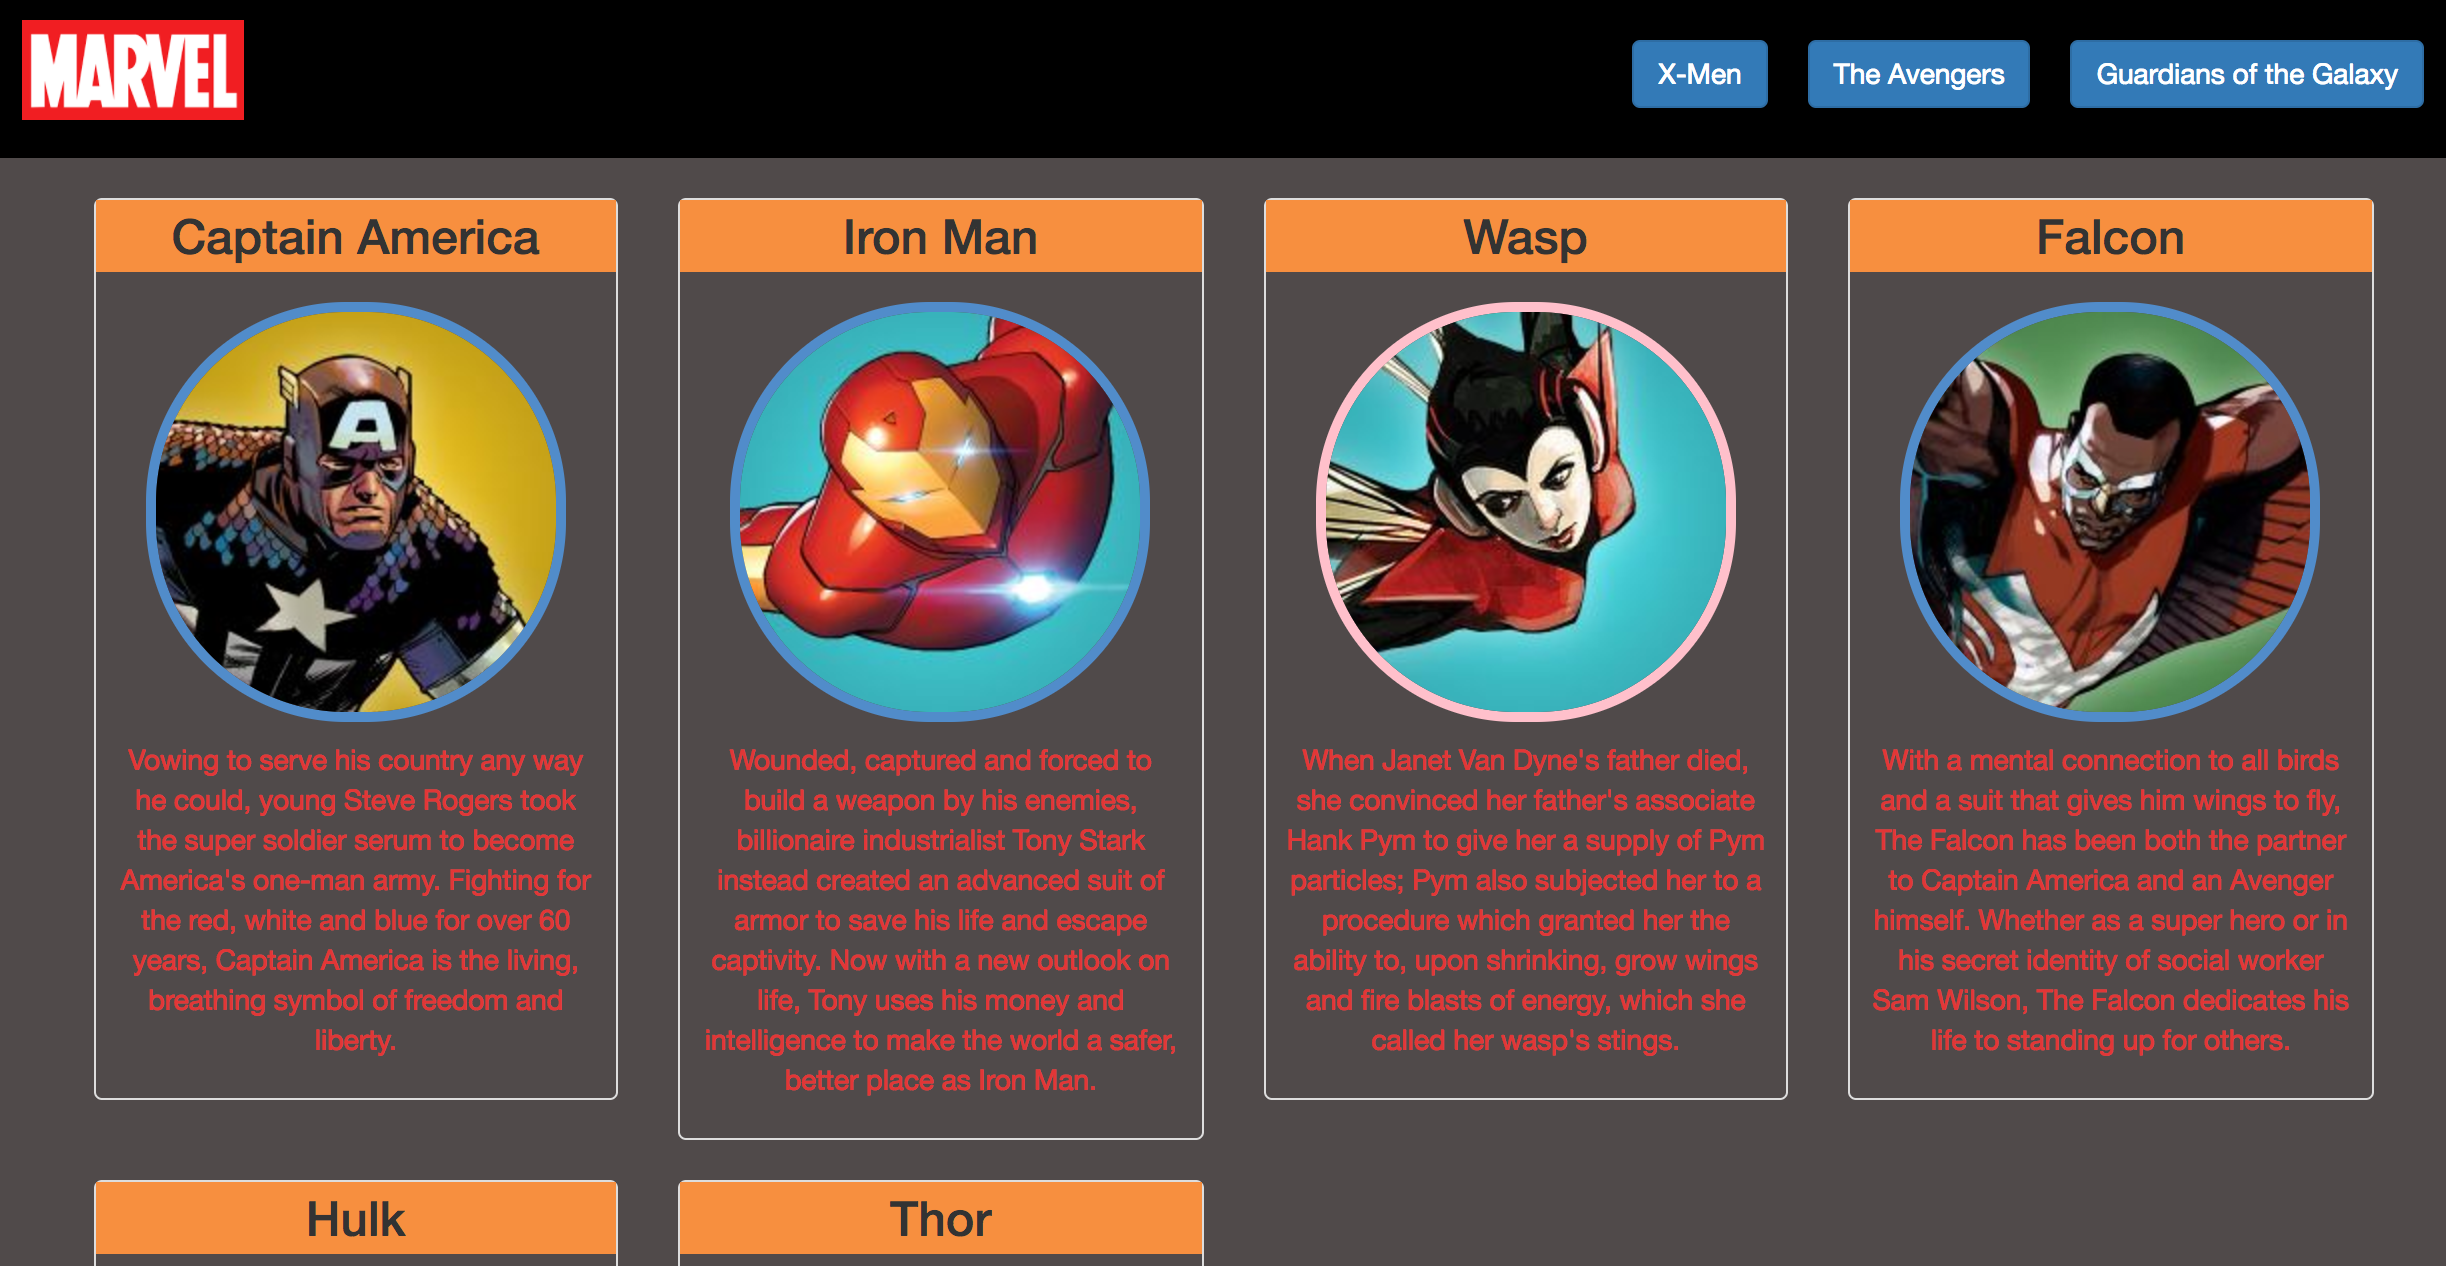 MARVEL
X-Men
The Avengers
Guardians of the Galaxy
Captain America
A
Vowing to serve his country any way
he could, young Steve Rogers took
the super soldier serum to become
America's one-man army. Fighting for
the red, white and blue for over 60
years, Captain America is the living,
breathing symbol of freedom and
liberty.
Iron Man
Wounded, captured and forced to
build a weapon by his enemies,
billionaire industrialist Tony Stark
instead created an advanced suit of
armor to save his life and escape
captivity. Now with a new outlook on
life, Tony uses his money and
intelligence to make the world a safer,
better place as Iron Man.
Wasp
When Janet Van Dyne's father died,
she convinced her father's associate
Hank Pym to give her a supply of Pym
particles; Pym also subjected her to a
procedure which granted her the
ability to, upon shrinking, grow wings
and fire blasts of energy, which she
called her wasp's stings.
Falcon
With a mental connection to all birds
and a suit that gives him wings to fly,
The Falcon has been both the partner
to Captain America and an Avenger
himself. Whether as a super hero or in
his secret identity of social worker
Sam Wilson, The Falcon dedicates his
life to standing up for others.
Hulk
Thor